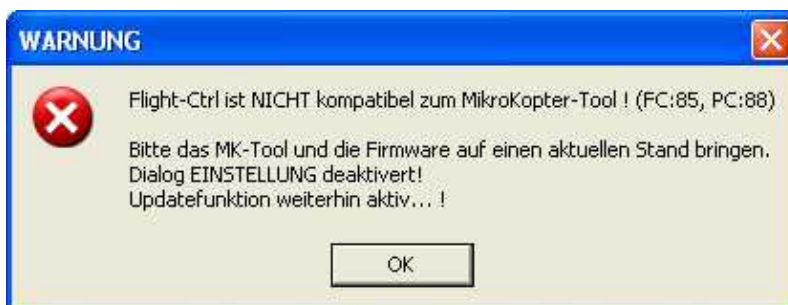 WARNUNG
Flight-Ctrl ist NICHT kompatibel zum MikroKopter-Tool ! (FC:85, PC:88)
Bitte das MK-Tool und die Firmware auf einen aktuellen Stand bringen.
Dialog EINSTELLUNG deaktivert!
Updatefunktion weiterhin aktiv... !
OK